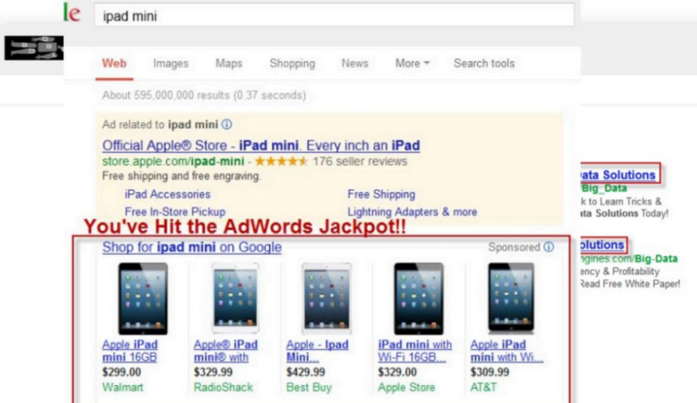 le
ipad mini
Web Images Maps Shopping News More Search tools
About 595,000,000 results (0.37 seconds)
Ad related to ipad mini
Official Apple® Store - iPad mini. Every inch an iPad
store.apple.com/ipad-mini - 176 seller reviews
Free shipping and free engraving.
iPad Accessories Free Shipping
Free In-Store Pickup Lightning Adapters & more
You've Hit the AdWords Jackpot!!
Shop for ipad mini on Google Sponsored
Apple iPad mini 16GB
$299.00
Walmart
Apple® iPad mini® with
$329.99
RadioShack
Apple - Ipad Mini...
$429.99
Best Buy
iPad mini with Wi-Fi 16GB...
$329.00
Apple Store
Apple iPad mini with Wi...
$309.99
AT&T
ata Solutions
Big_Data
k to Learn Tricks &
ata Solutions Today!
olutions
ngines.com/Big-Data
ency & Profitability
Read Free White Paper!